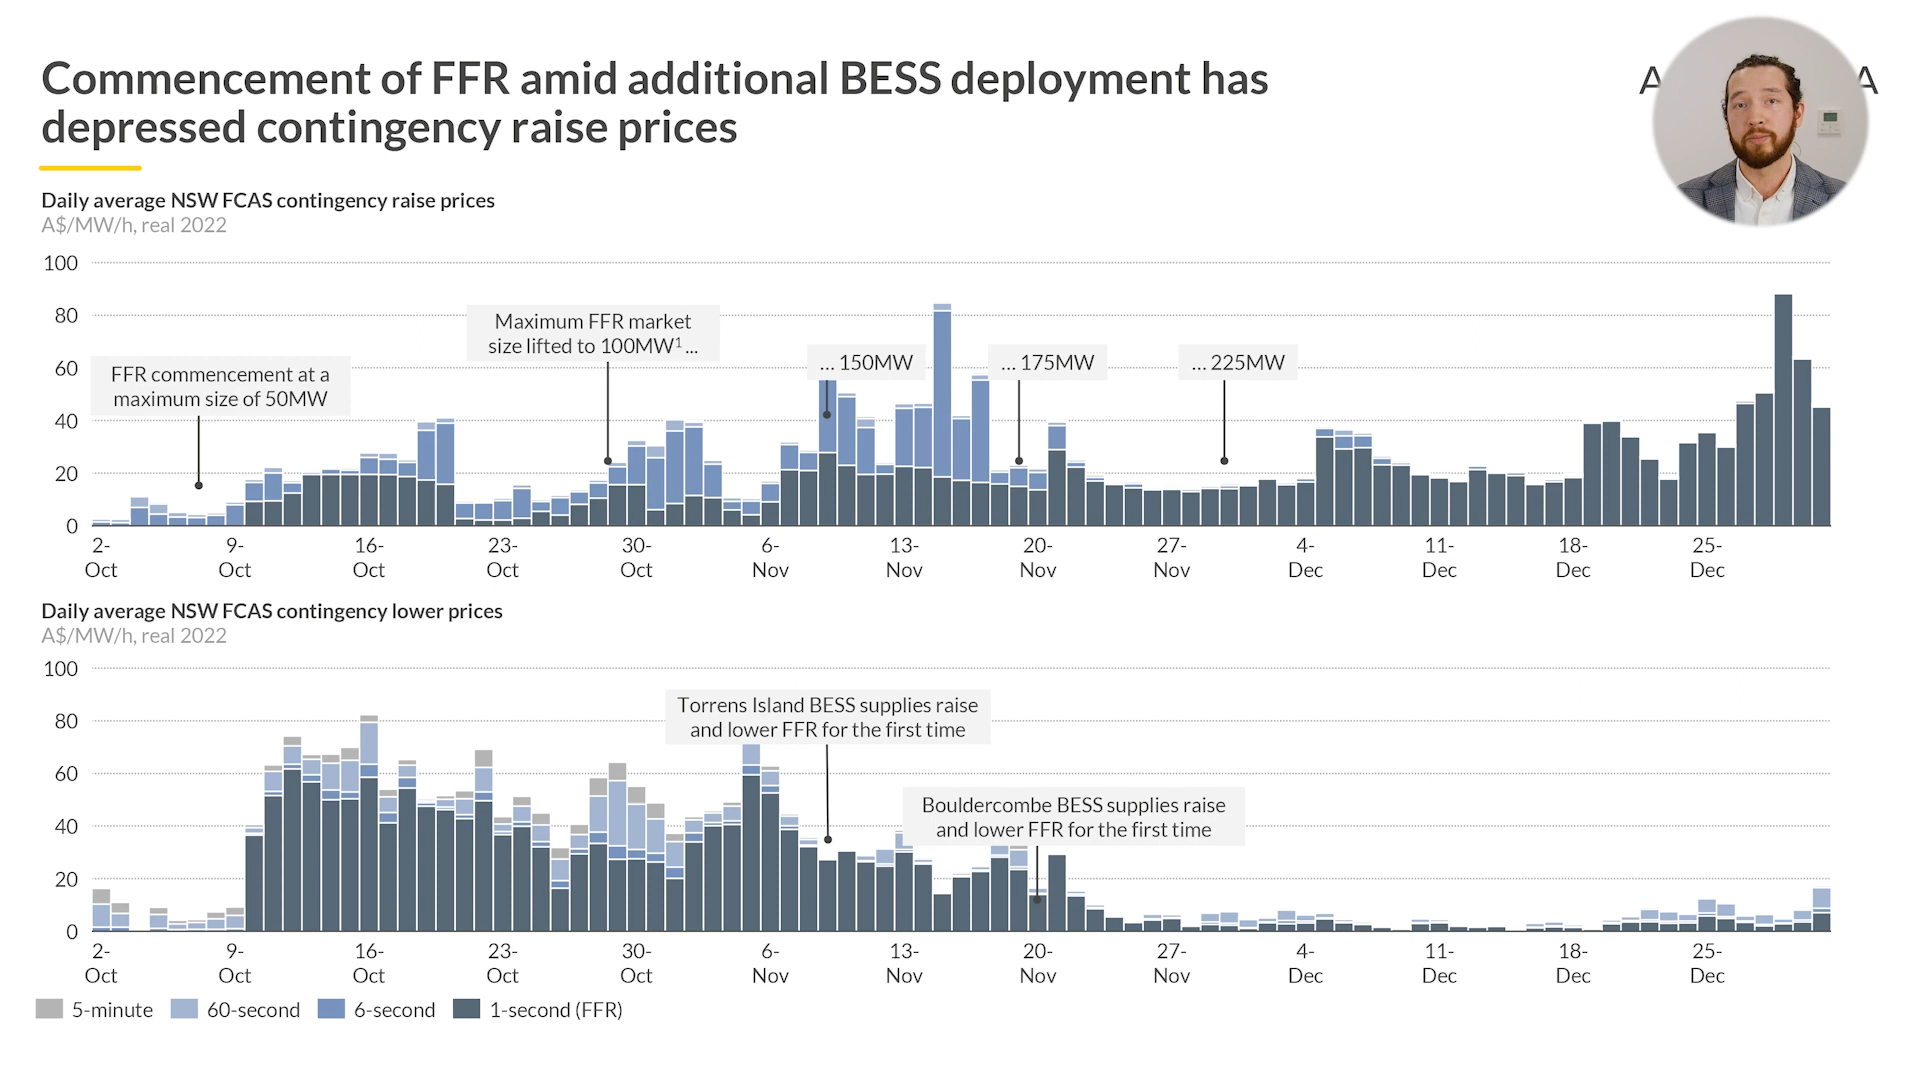 Commencement of FFR amid additional BESS deployment has
depressed contingency raise prices
A
A
Daily average NSW FCAS contingency raise prices
A$/MW/h, real 2022
100
80
60
40
20
0
FFR commencement at a
maximum size of 50MW
Maximum FFR market
size lifted to 100MW¹ ...
... 150MW
... 175MW
... 225MW
2-
Oct
9-
Oct
16-
Oct
23-
Oct
30-
Oct
6-
Nov
13-
Nov
20-
Nov
27-
Nov
4-
Dec
11-
Dec
18-
Dec
25-
Dec
Daily average NSW FCAS contingency lower prices
A$/MW/h, real 2022
100
80
60
40
20
0
Torrens Island BESS supplies raise
and lower FFR for the first time
Bouldercombe BESS supplies raise
and lower FFR for the first time
2-
Oct
9-
Oct
16-
Oct
23-
Oct
30-
Oct
6-
Nov
13-
Nov
20-
Nov
27-
Nov
4-
Dec
11-
Dec
18-
Dec
25-
Dec
5-minute
60-second
6-second
1-second (FFR)